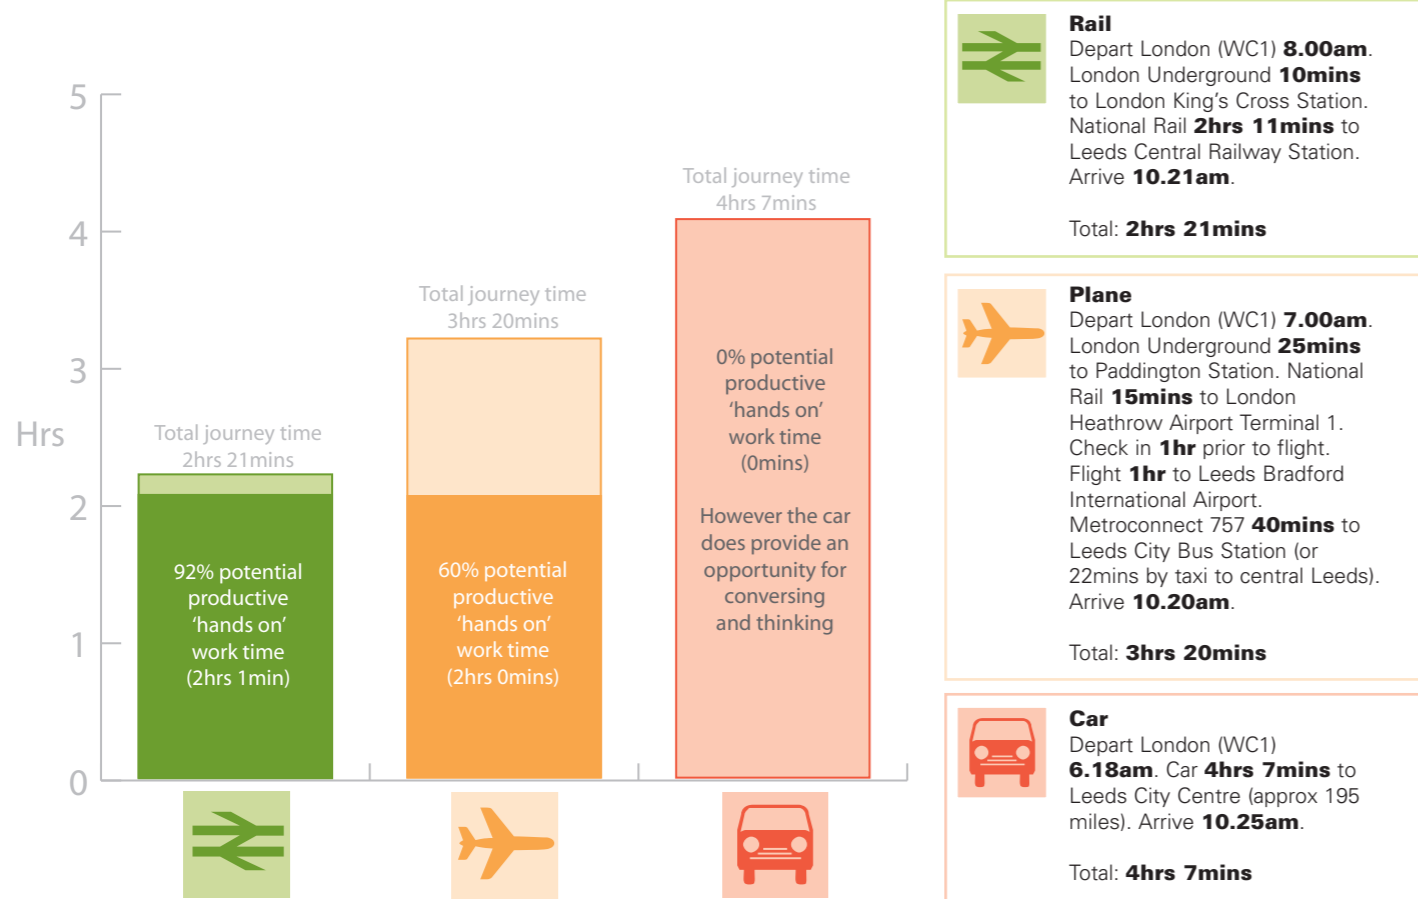 5
4
3
Hrs
2
1
0
Total journey time
2hrs 21mins
92% potential
productive
‘hands on’
work time
(2hrs 1min)
Total journey time
3hrs 20mins
60% potential
productive
‘hands on’
work time
(2hrs 0mins)
Total journey time
4hrs 7mins
0% potential
productive
‘hands on’
work time
(0mins)
However the car
does provide an
opportunity for
conversing
and thinking
Rail
Depart London (WC1) 8.00am.
London Underground 10mins
to London King’s Cross Station.
National Rail 2hrs 11mins to
Leeds Central Railway Station.
Arrive 10.21am.
Total: 2hrs 21mins
Plane
Depart London (WC1) 7.00am.
London Underground 25mins
to Paddington Station. National
Rail 15mins to London
Heathrow Airport Terminal 1.
Check in 1hr prior to flight.
Flight 1hr to Leeds Bradford
International Airport.
Metroconnect 757 40mins to
Leeds City Bus Station (or
22mins by taxi to central Leeds).
Arrive 10.20am.
Total: 3hrs 20mins
Car
Depart London (WC1)
6.18am. Car 4hrs 7mins to
Leeds City Centre (approx 195
miles). Arrive 10.25am.
Total: 4hrs 7mins